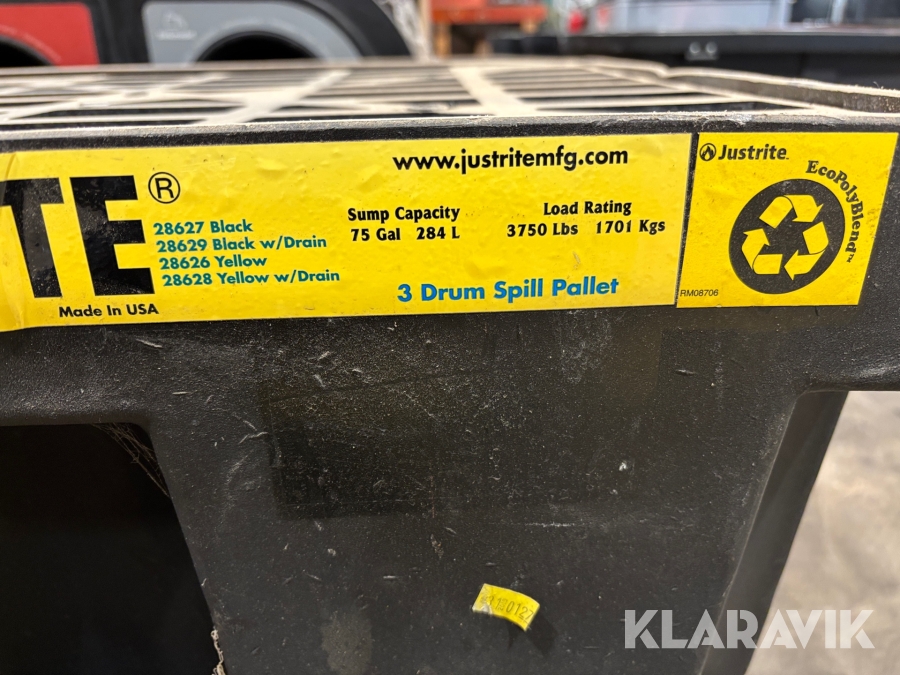 www.justritemfg.com
TE®
28627 Black
28629 Black w/Drain
28626 Yellow
28628 Yellow w/Drain
Sump Capacity
75 Gal 284 L
Load Rating
3750 Lbs 1701 Kgs
Made In USA
3 Drum Spill Pallet
Justrite™
EcoPolyBlend™
RM08706
KLARAVIK